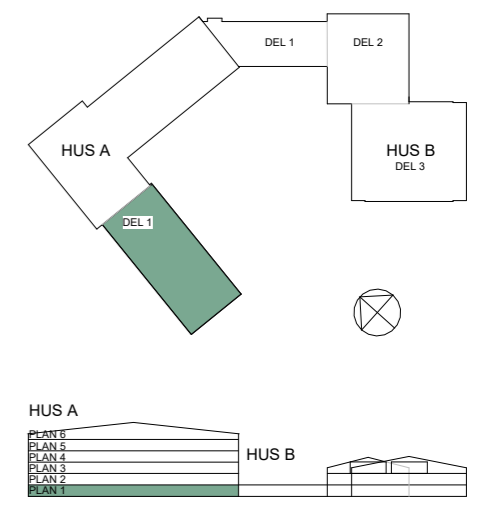 DEL 1
DEL 2
HUS A
HUS B
DEL 3
DEL 1
HUS A
PLAN 6
PLAN 5
PLAN 4
PLAN 3
PLAN 2
PLAN 1
HUS B